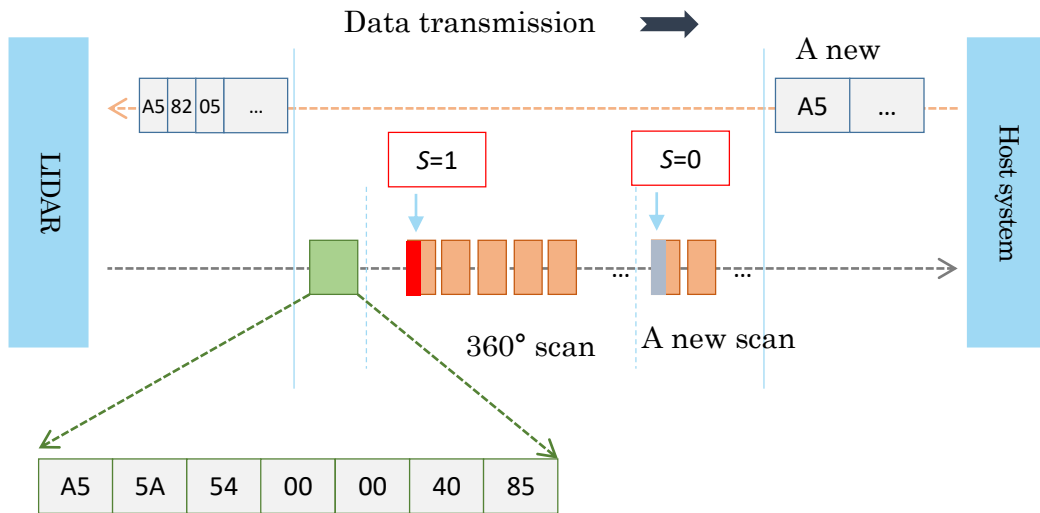 Data transmission
A new
A5 82 05 ...
A5 ...
LIDAR
Host system
S=1
S=0
... ...
360° scan
A new scan
A5 5A 54 00 00 40 85